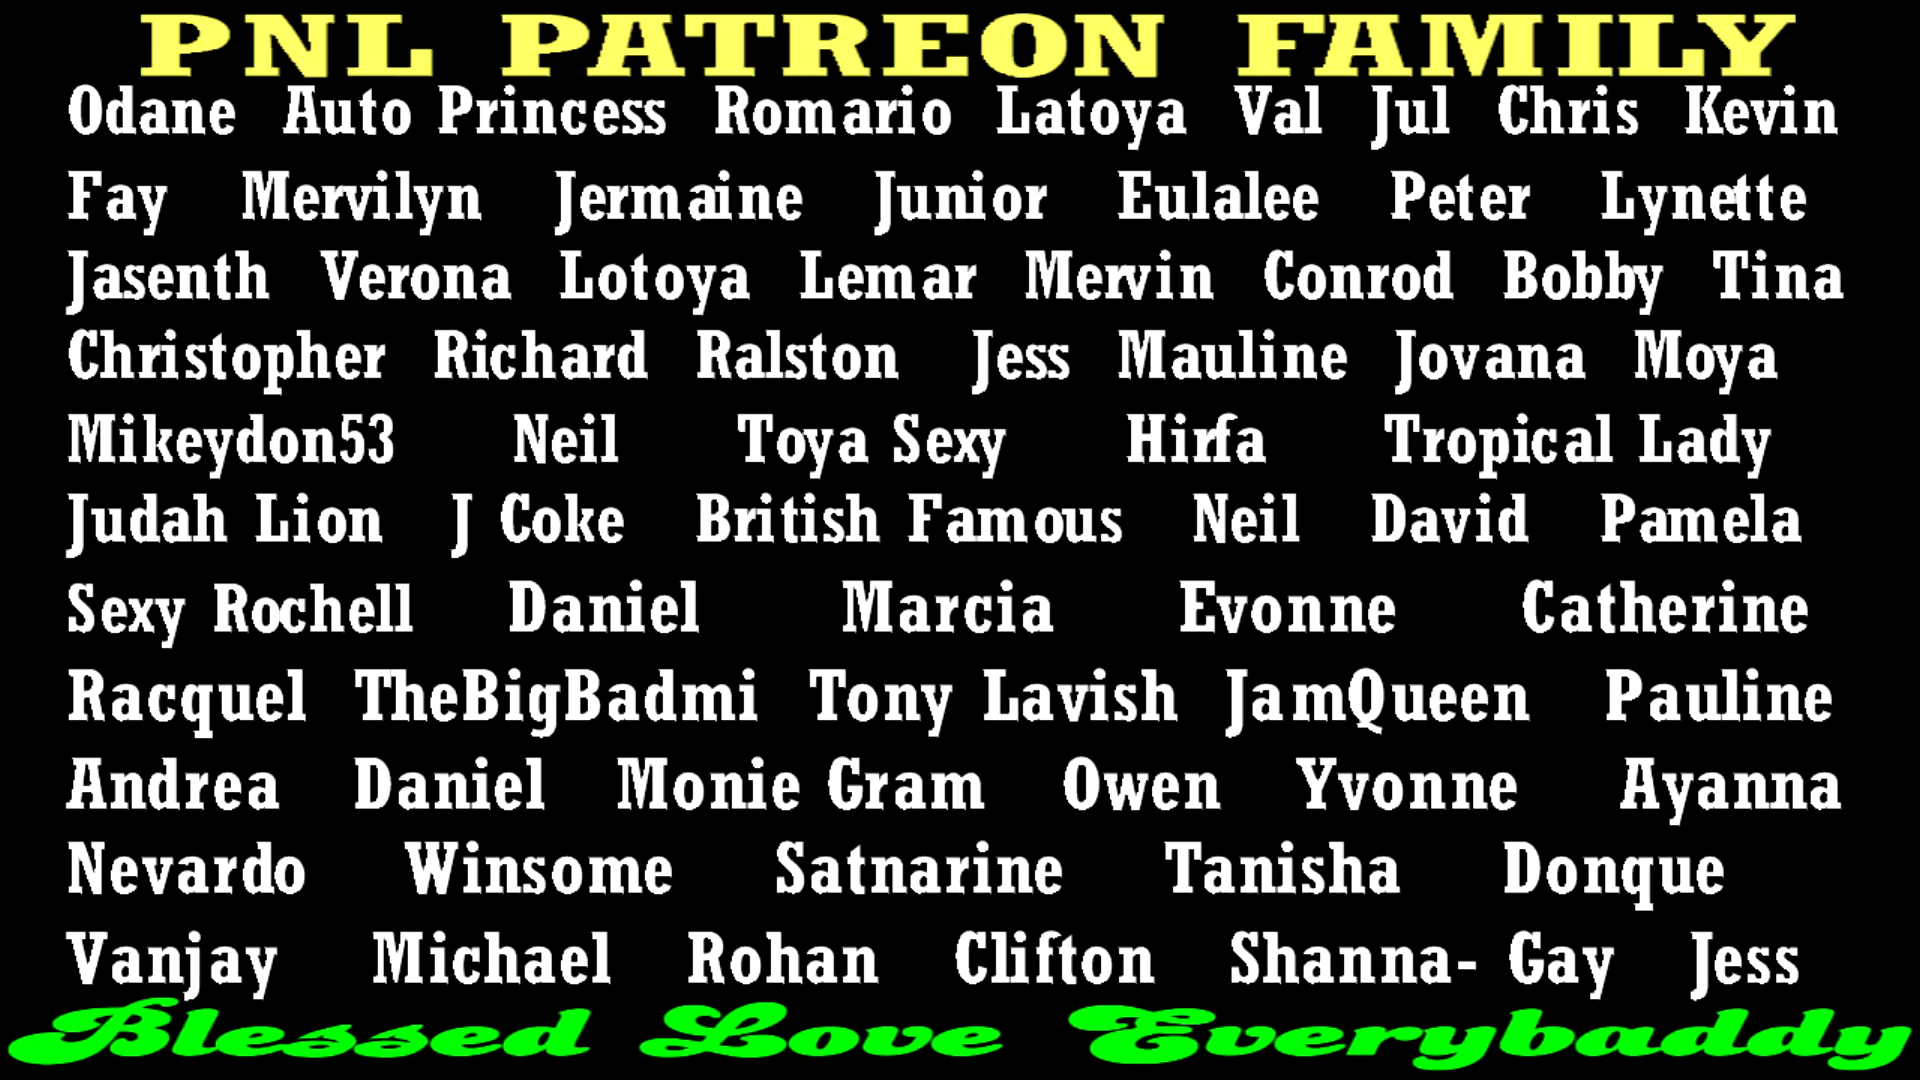 PNL PATREON FAMILY
Odane Auto Princess Romario Latoya Val Jul Chris Kevin
Fay Mervilyn Jermaine Junior Eulalee Peter Lynette
Jasenth Verona Lotoya Lemar Mervin Conrod Bobby Tina
Christopher Richard Ralston Jess Mauline Jovana Moya
Mikeydon53 Neil Toya Sexy Hirfa Tropical Lady
Judah Lion J Coke British Famous Neil David Pamela
Sexy Rochell Daniel Marcia Evonne Catherine
Racquel TheBigBadmi Tony Lavish JamQueen Pauline
Andrea Daniel Monie Gram Owen Yvonne Ayanna
Nevardo Winsome Satnarine Tanisha Donque
Vanjay Michael Rohan Clifton Shanna- Gay Jess
Blessed Love Everybaddy